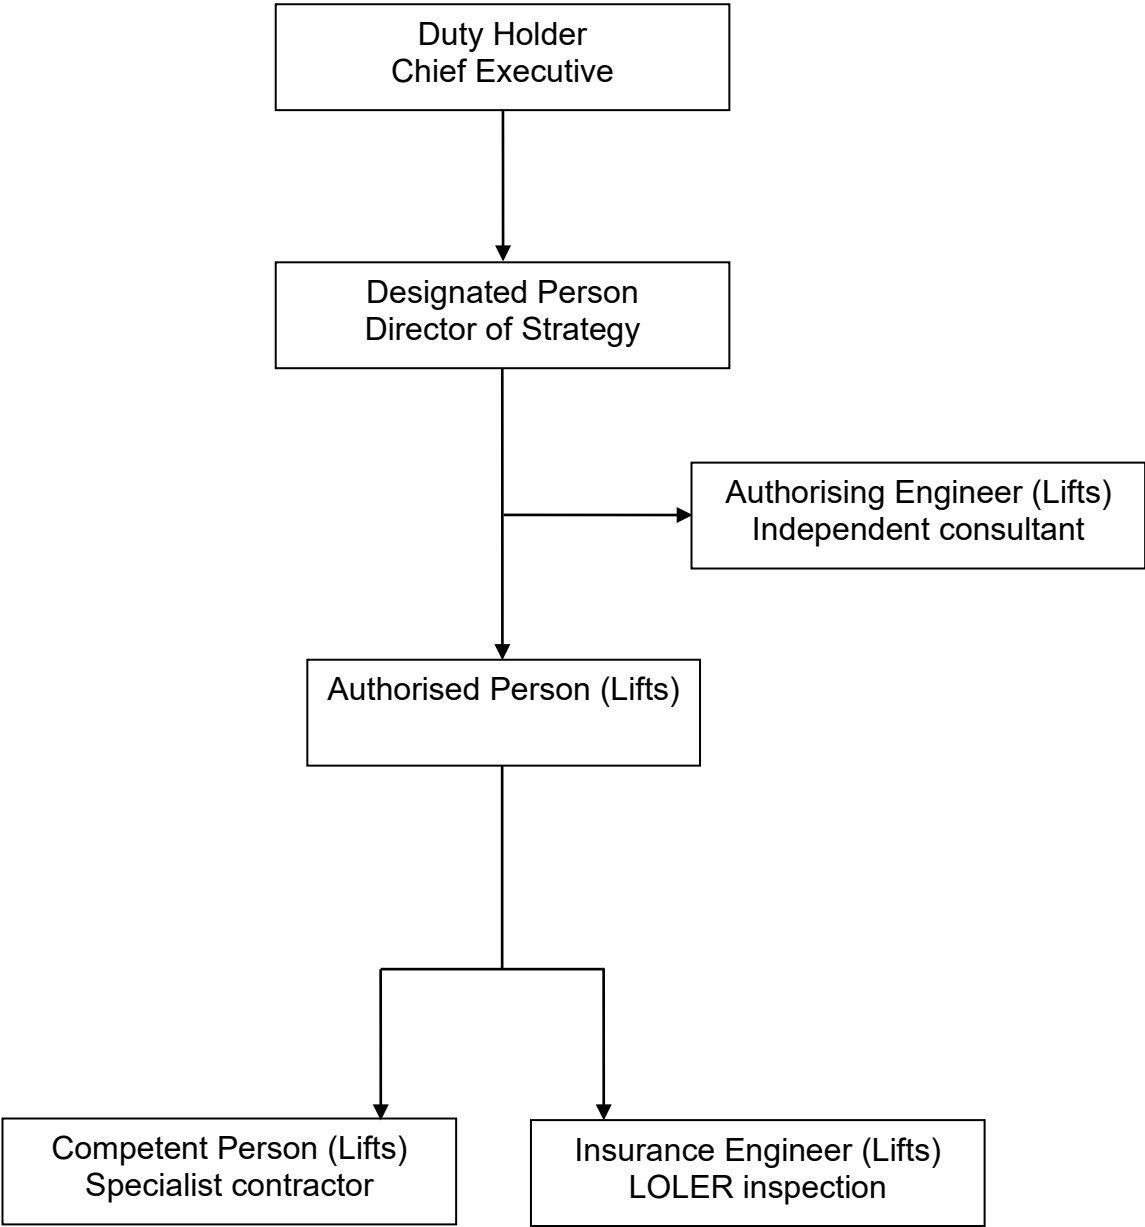 Duty Holder
Chief Executive
Designated Person
Director of Strategy
Authorising Engineer (Lifts)
Independent consultant
Authorised Person (Lifts)
Competent Person (Lifts)
Specialist contractor
Insurance Engineer (Lifts)
LOLER inspection